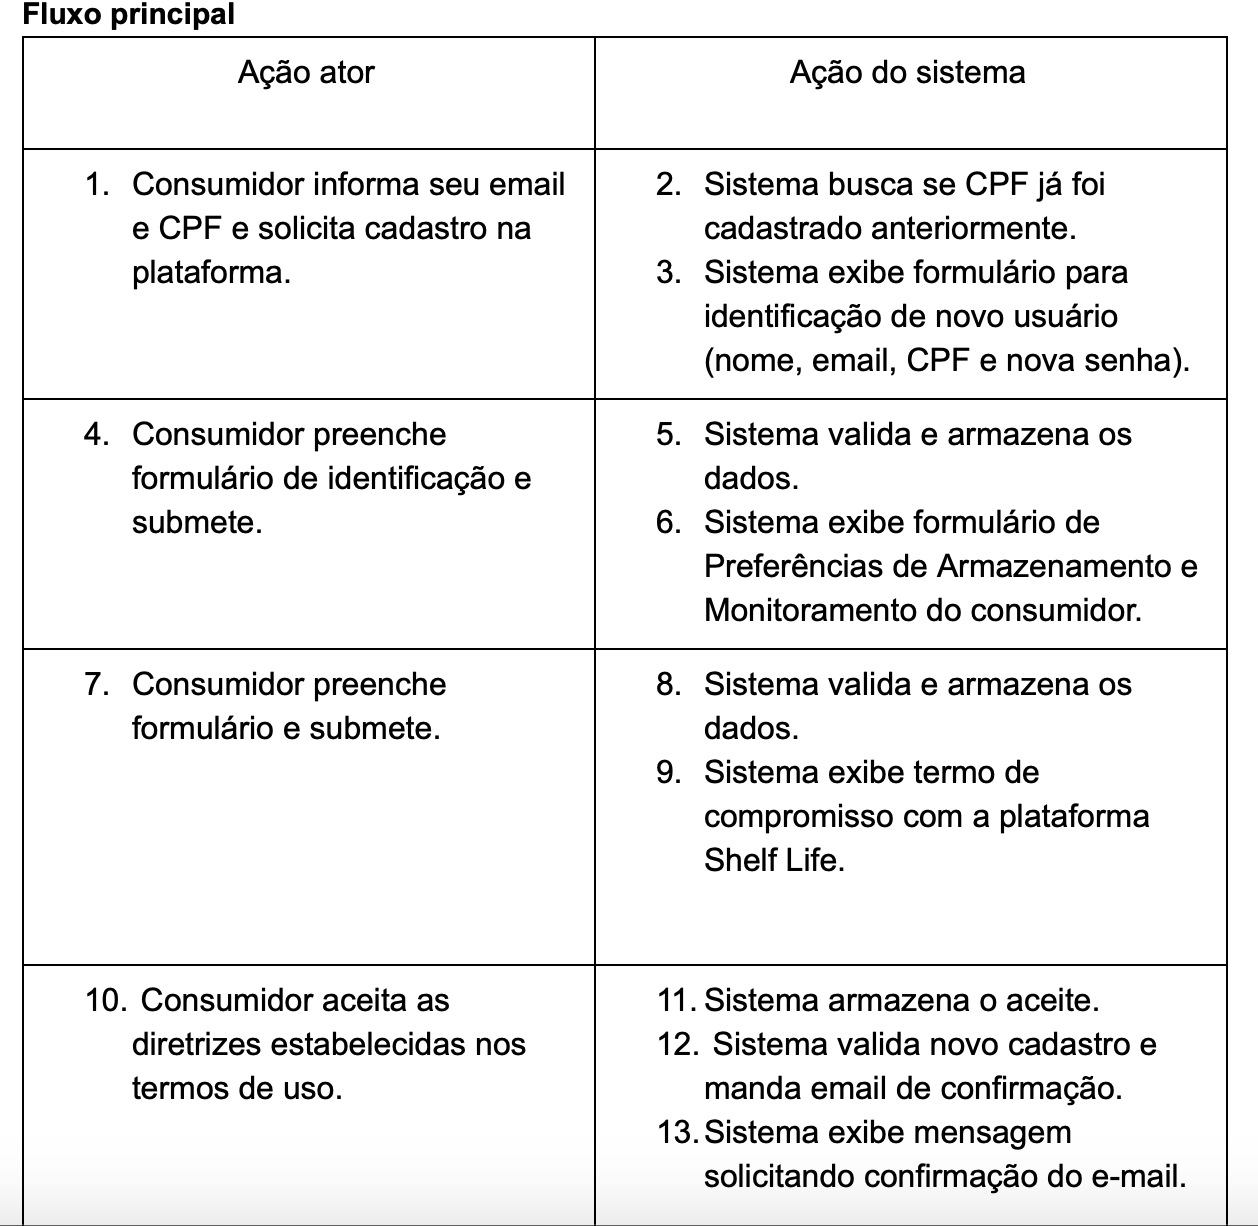 Fluxo principal
Ação ator
Ação do sistema
1. Consumidor informa seu email
e CPF e solicita cadastro na
plataforma.
2. Sistema busca se CPF já foi
cadastrado anteriormente.
3. Sistema exibe formulário para
identificação de novo usuário
(nome, email, CPF e nova senha).
4. Consumidor preenche
formulário de identificação e
submete.
5. Sistema valida e armazena os
dados.
6. Sistema exibe formulário de
Preferências de Armazenamento e
Monitoramento do consumidor.
7. Consumidor preenche
formulário e submete.
8. Sistema valida e armazena os
dados.
9. Sistema exibe termo de
compromisso com a plataforma
Shelf Life.
10. Consumidor aceita as
diretrizes estabelecidas nos
termos de uso.
11. Sistema armazena o aceite.
12. Sistema valida novo cadastro e
manda email de confirmação.
13. Sistema exibe mensagem
solicitando confirmação do e-mail.